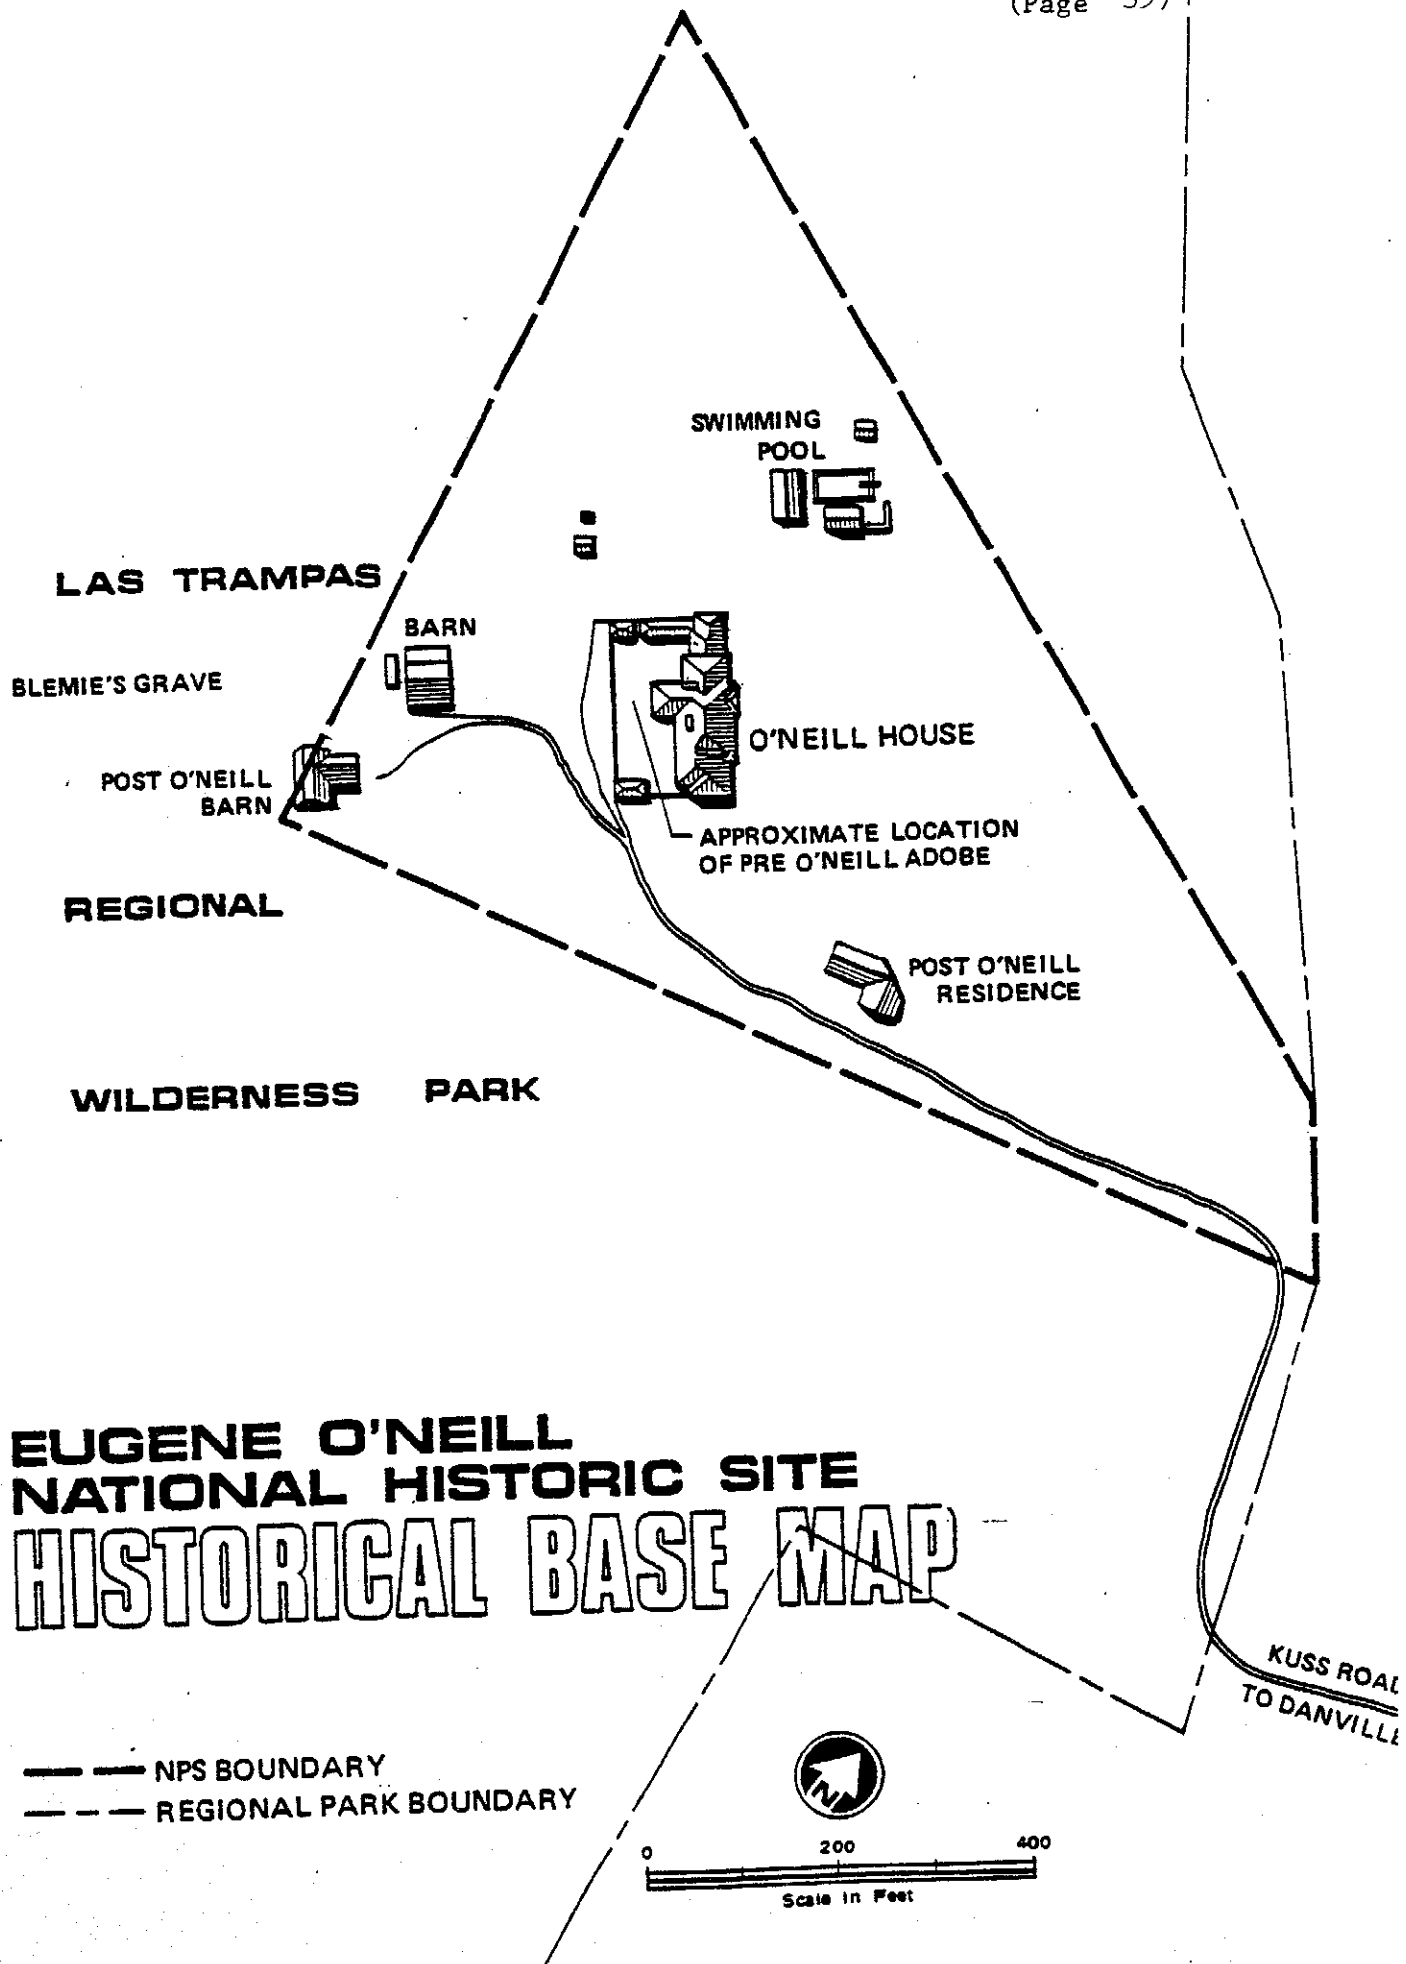 (Page 39)
SWIMMING
POOL
LAS TRAMPAS
BARN
BLEMIE'S GRAVE
O'NEILL HOUSE
POST O'NEILL
BARN
APPROXIMATE LOCATION
OF PRE O'NEILL ADOBE
REGIONAL
POST O'NEILL
RESIDENCE
WILDERNESS PARK
EUGENE O'NEILL
NATIONAL HISTORIC SITE
HISTORICAL BASE MAP
KUSS ROAD
TO DANVILLE
NPS BOUNDARY
REGIONAL PARK BOUNDARY
N
0 200 400
Scale in Feet